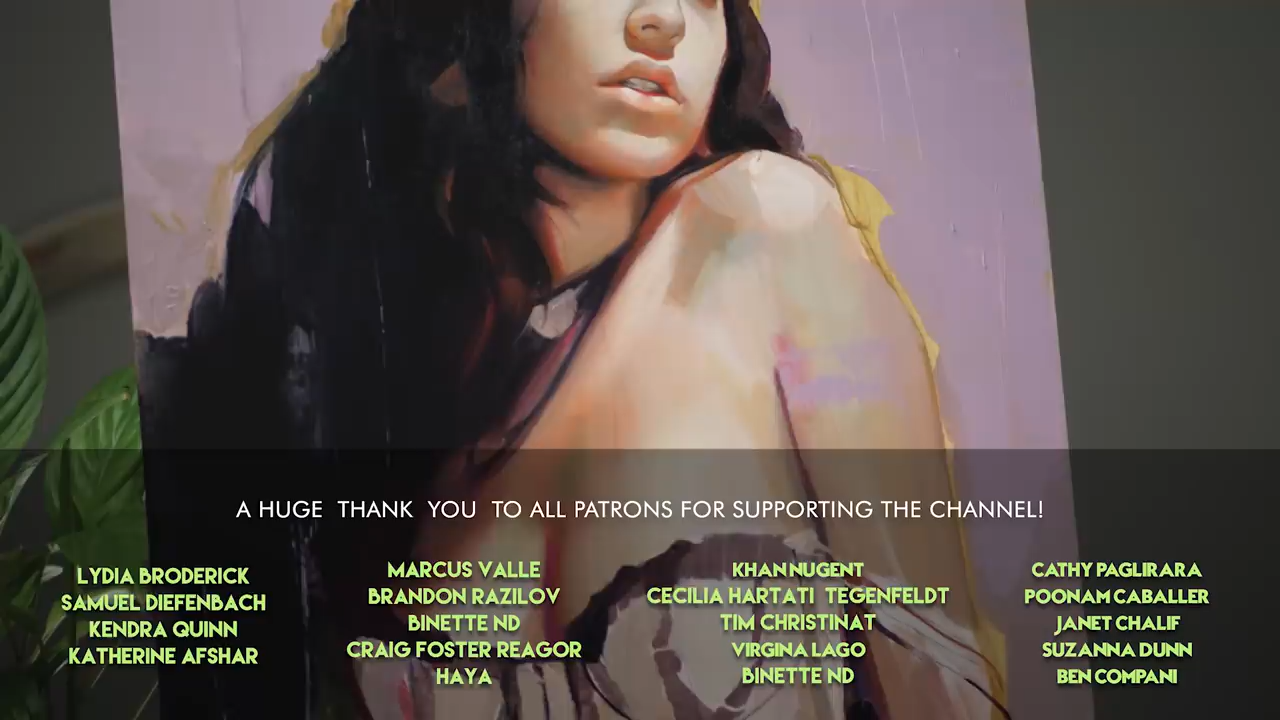 A HUGE THANK YOU TO ALL PATRONS FOR SUPPORTING THE CHANNEL!
LYDIA BRODERICK
SAMUEL DIEFENBACH
KENDRA QUINN
KATHERINE AFSHAR
MARCUS VALLE
BRANDON RAZILOV
BINETTE ND
CRAIG FOSTER REAGOR
HAYA
KHAN NUGENT
CECILIA HARTATI TEGENFELDT
TIM CHRISTINAT
VIRGINA LAGO
BINETTE ND
CATHY PAGLIRARA
POONAM CABALLER
JANET CHALIF
SUZANNA DUNN
BEN COMPANI